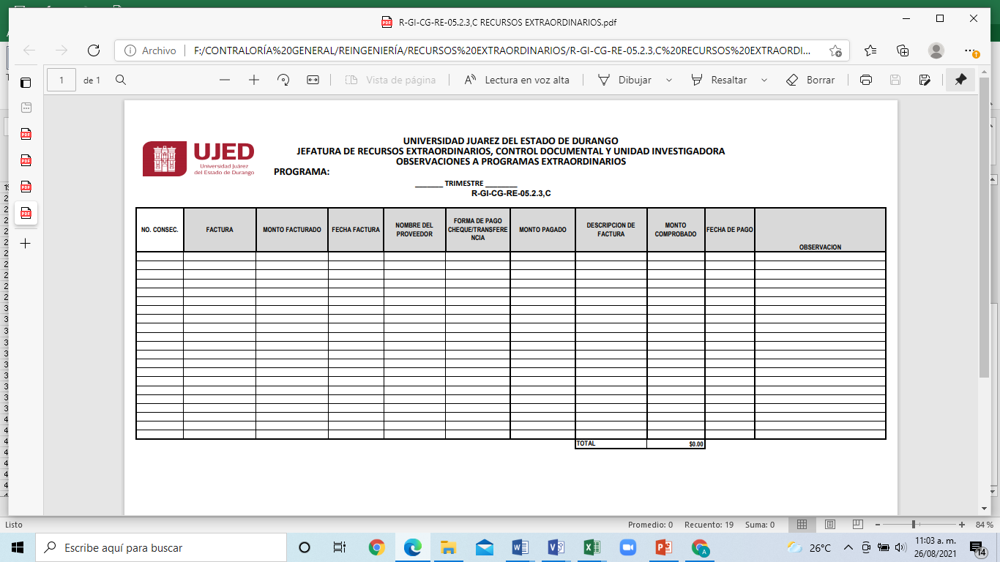 R-GI-CG-RE-05.2.3,C RECURSOS EXTRAORDINARIOS.pdf
Archivo F:/CONTRALORÍA%20GENERAL/REINGENIERÍA/RECURSOS%20EXTRAORDINARIOS/R-GI-CG-RE-05.2.3,C%20RECURSOS%20EXTRAORDI...
1 de 1 Vista de página Lectura en voz alta Dibujar Resaltar Borrar
UJED
Universidad Juárez
del Estado de Durango
UNIVERSIDAD JUAREZ DEL ESTADO DE DURANGO
JEFATURA DE RECURSOS EXTRAORDINARIOS, CONTROL DOCUMENTAL Y UNIDAD INVESTIGADORA
OBSERVACIONES A PROGRAMAS EXTRAORDINARIOS
PROGRAMA:
_______ TRIMESTRE ________
R-GI-CG-RE-05.2.3,C
NO. CONSEC.
FACTURA
MONTO FACTURADO
FECHA FACTURA
NOMBRE DEL
PROVEEDOR
FORMA DE PAGO
CHEQUE/TRANSFERE
NCIA
MONTO PAGADO
DESCRIPCION DE
FACTURA
MONTO
COMPROBADO
FECHA DE PAGO
OBSERVACION
TOTAL $0.00
Listo Promedio: 0 Recuento: 19 Suma: 0 84 %
Escribe aquí para buscar
26°C
11:03 a. m.
26/08/2021
14